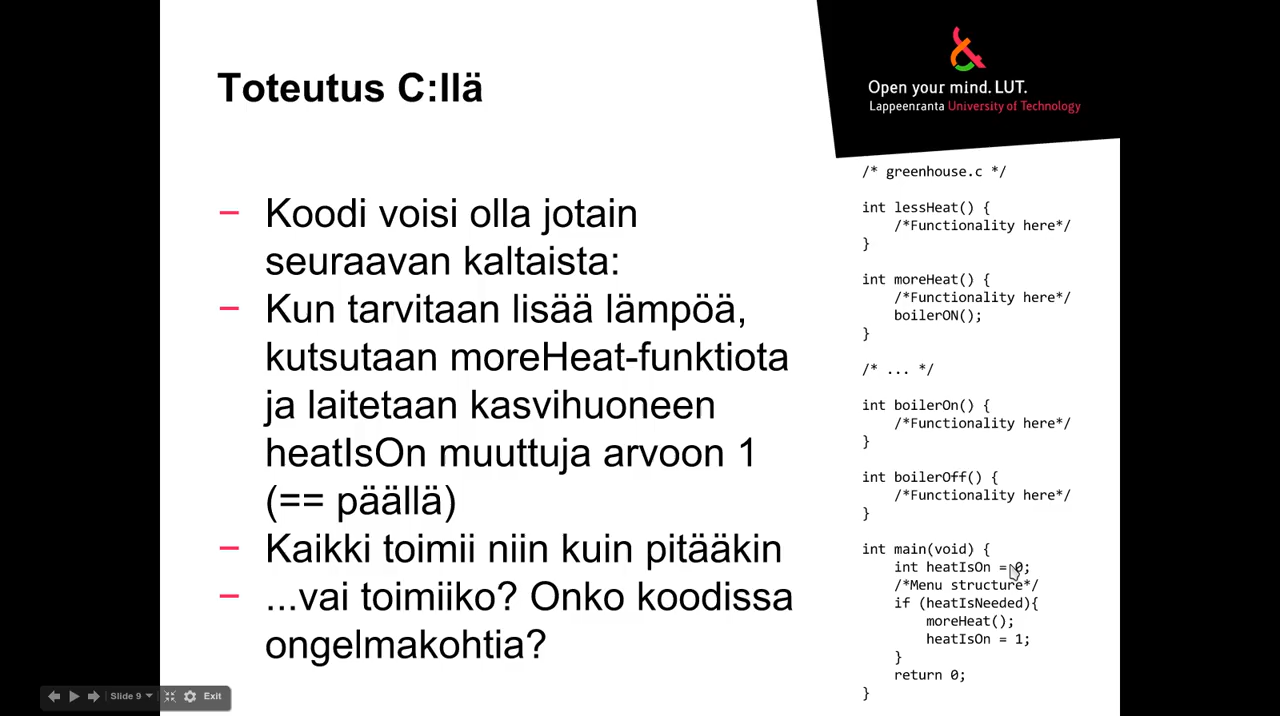 Toteutus C:llä
Open your mind. LUT.
Lappeenranta University of Technology
– Koodi voisi olla jotain
seuraavan kaltaista:
– Kun tarvitaan lisää lämpöä,
kutsutaan moreHeat-funktiota
ja laitetaan kasvihuoneen
heatIsOn muuttuja arvoon 1
(== päällä)
– Kaikki toimii niin kuin pitääkin
– ...vai toimiiko? Onko koodissa
ongelmakohtia?
/* greenhouse.c */
int lessHeat() {
/*Functionality here*/
}
int moreHeat() {
/*Functionality here*/
boilerON();
}
/* ... */
int boilerOn() {
/*Functionality here*/
}
int boilerOff() {
/*Functionality here*/
}
int main(void) {
int heatIsOn = 0;
/*Menu structure*/
if (heatIsNeeded){
moreHeat();
heatIsOn = 1;
}
return 0;
}
Slide 9
Exit